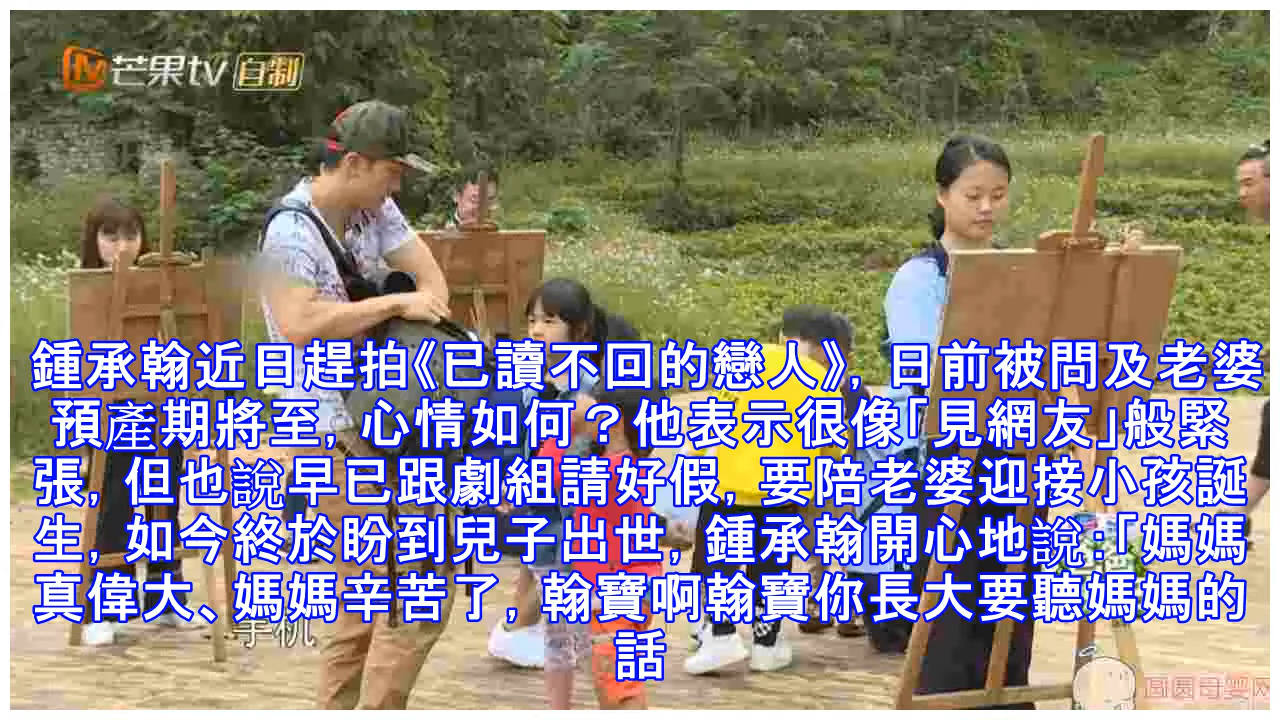 芒果tv 自制
鍾承翰近日趕拍《已讀不回的戀人》, 日前被問及老婆
預產期將至, 心情如何？他表示很像「見網友」般緊
張, 但也說早已跟劇組請好假, 要陪老婆迎接小孩誕
生, 如今終於盼到兒子出世, 鍾承翰開心地說：「媽媽
真偉大、媽媽辛苦了, 翰寶啊翰寶你長大要聽媽媽的
話
手机